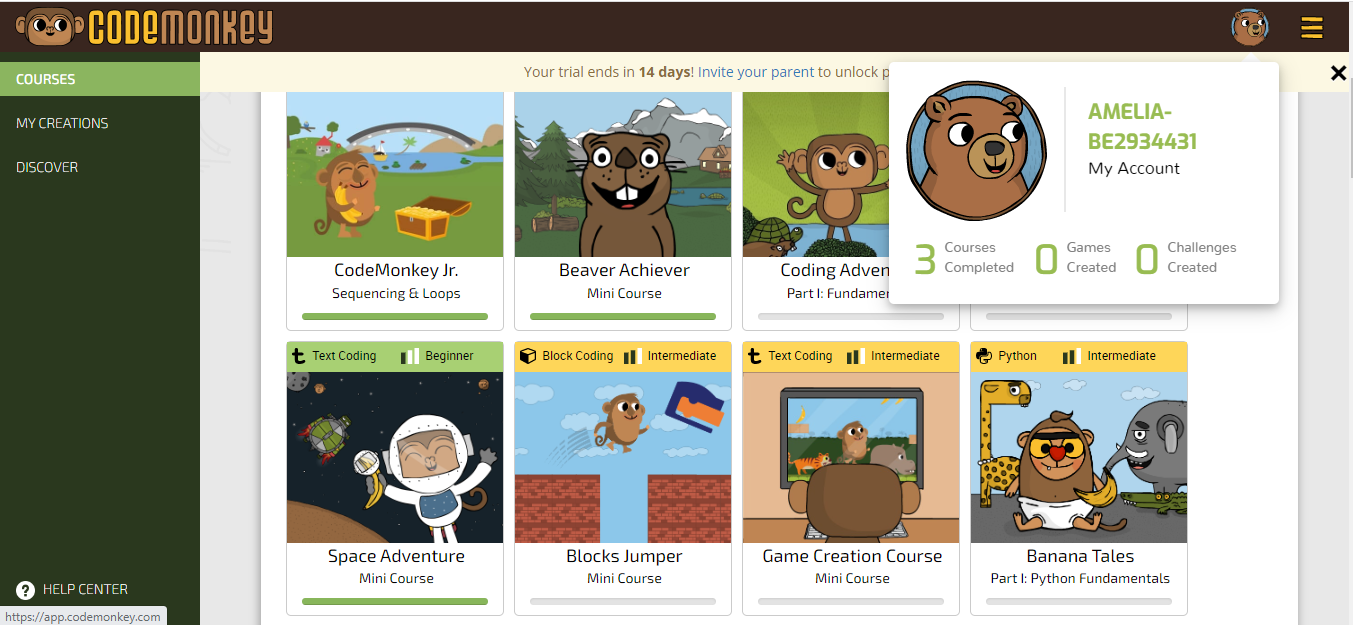 CODEMONKEY
COURSES
MY CREATIONS
DISCOVER
Your trial ends in 14 days! Invite your parent to unlock p
AMELIA-
BE2934431
My Account
3 Courses Completed
0 Games Created
0 Challenges Created
CodeMonkey Jr.
Sequencing & Loops
Beaver Achiever
Mini Course
Coding Adven
Part I: Fundamen
Text Coding Beginner
Block Coding Intermediate
Text Coding Intermediate
Python Intermediate
Space Adventure
Mini Course
Blocks Jumper
Mini Course
Game Creation Course
Mini Course
Banana Tales
Part I: Python Fundamentals
? HELP CENTER
https://app.codemonkey.com